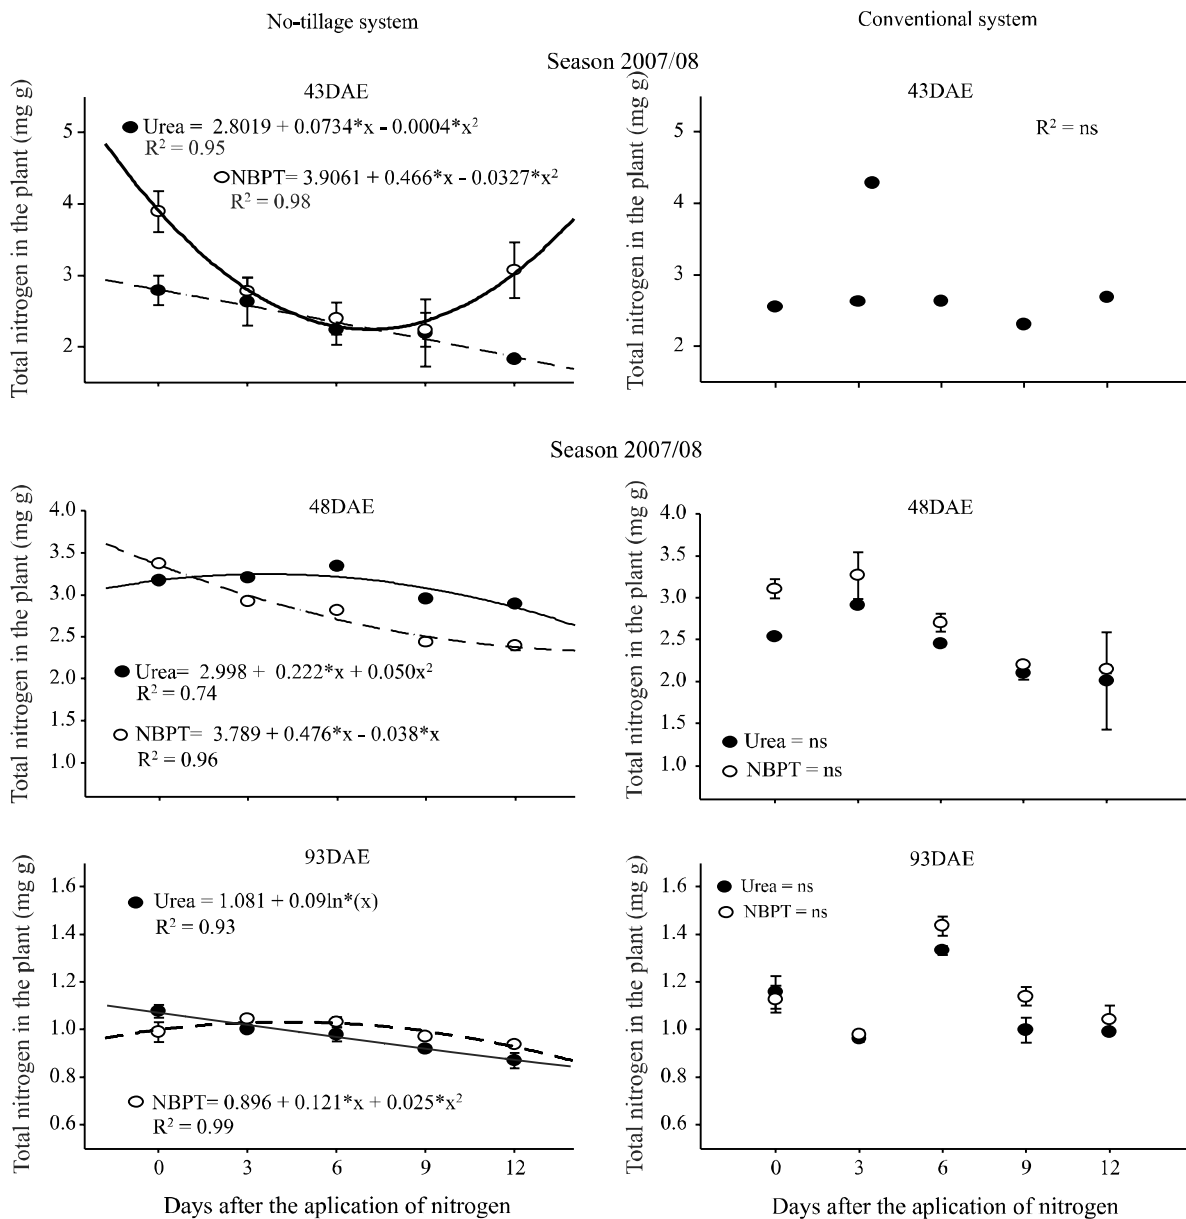 No-tillage system
Conventional system
Season 2007/08
43DAE
Total nitrogen in the plant (mg g)
5
4
3
2
Urea = 2.8019 + 0.0734*x - 0.0004*x²
R² = 0.95
NBPT= 3.9061 + 0.466*x - 0.0327*x²
R² = 0.98
43DAE
Total nitrogen in the plant (mg g)
5
4
3
2
R² = ns
Season 2007/08
48DAE
Total nitrogen in the plant (mg g)
4.0
3.5
3.0
2.5
2.0
1.5
1.0
Urea= 2.998 + 0.222*x + 0.050x²
R² = 0.74
NBPT= 3.789 + 0.476*x - 0.038*x
R² = 0.96
48DAE
Total nitrogen in the plant (mg g)
4.0
3.5
3.0
2.5
2.0
1.5
1.0
Urea = ns
NBPT = ns
93DAE
Total nitrogen in the plant (mg g)
1.6
1.4
1.2
1.0
0.8
0.6
Urea = 1.081 + 0.09ln*(x)
R² = 0.93
NBPT= 0.896 + 0.121*x + 0.025*x²
R² = 0.99
0 3 6 9 12
Days after the aplication of nitrogen
93DAE
Total nitrogen in the plant (mg g)
1.6
1.4
1.2
1.0
0.8
0.6
Urea = ns
NBPT = ns
0 3 6 9 12
Days after the aplication of nitrogen